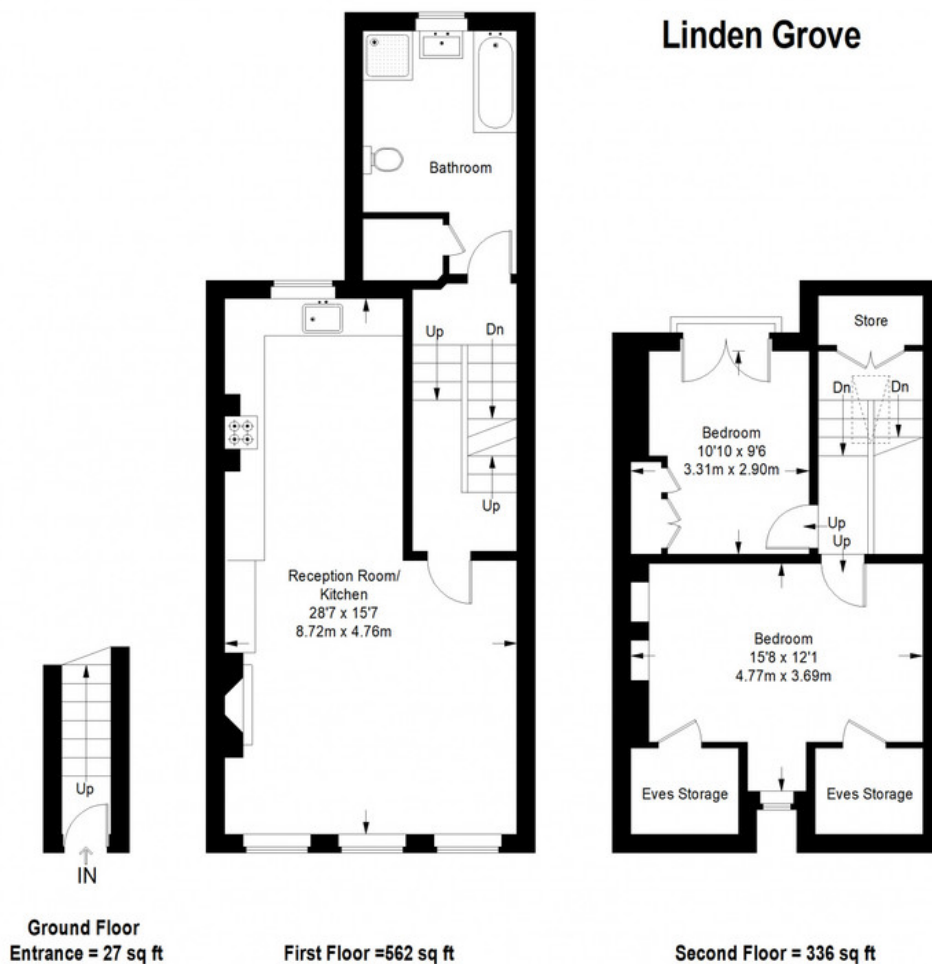 Linden Grove
Bathroom
Up
Dn
Up
Reception Room/
Kitchen
28'7 x 15'7
8.72m x 4.76m
Store
Dn
Dn
Bedroom
10'10 x 9'6
3.31m x 2.90m
Up
Up
Bedroom
15'8 x 12'1
4.77m x 3.69m
Eves Storage
Eves Storage
Up
IN
Ground Floor
Entrance = 27 sq ft
First Floor =562 sq ft
Second Floor = 336 sq ft